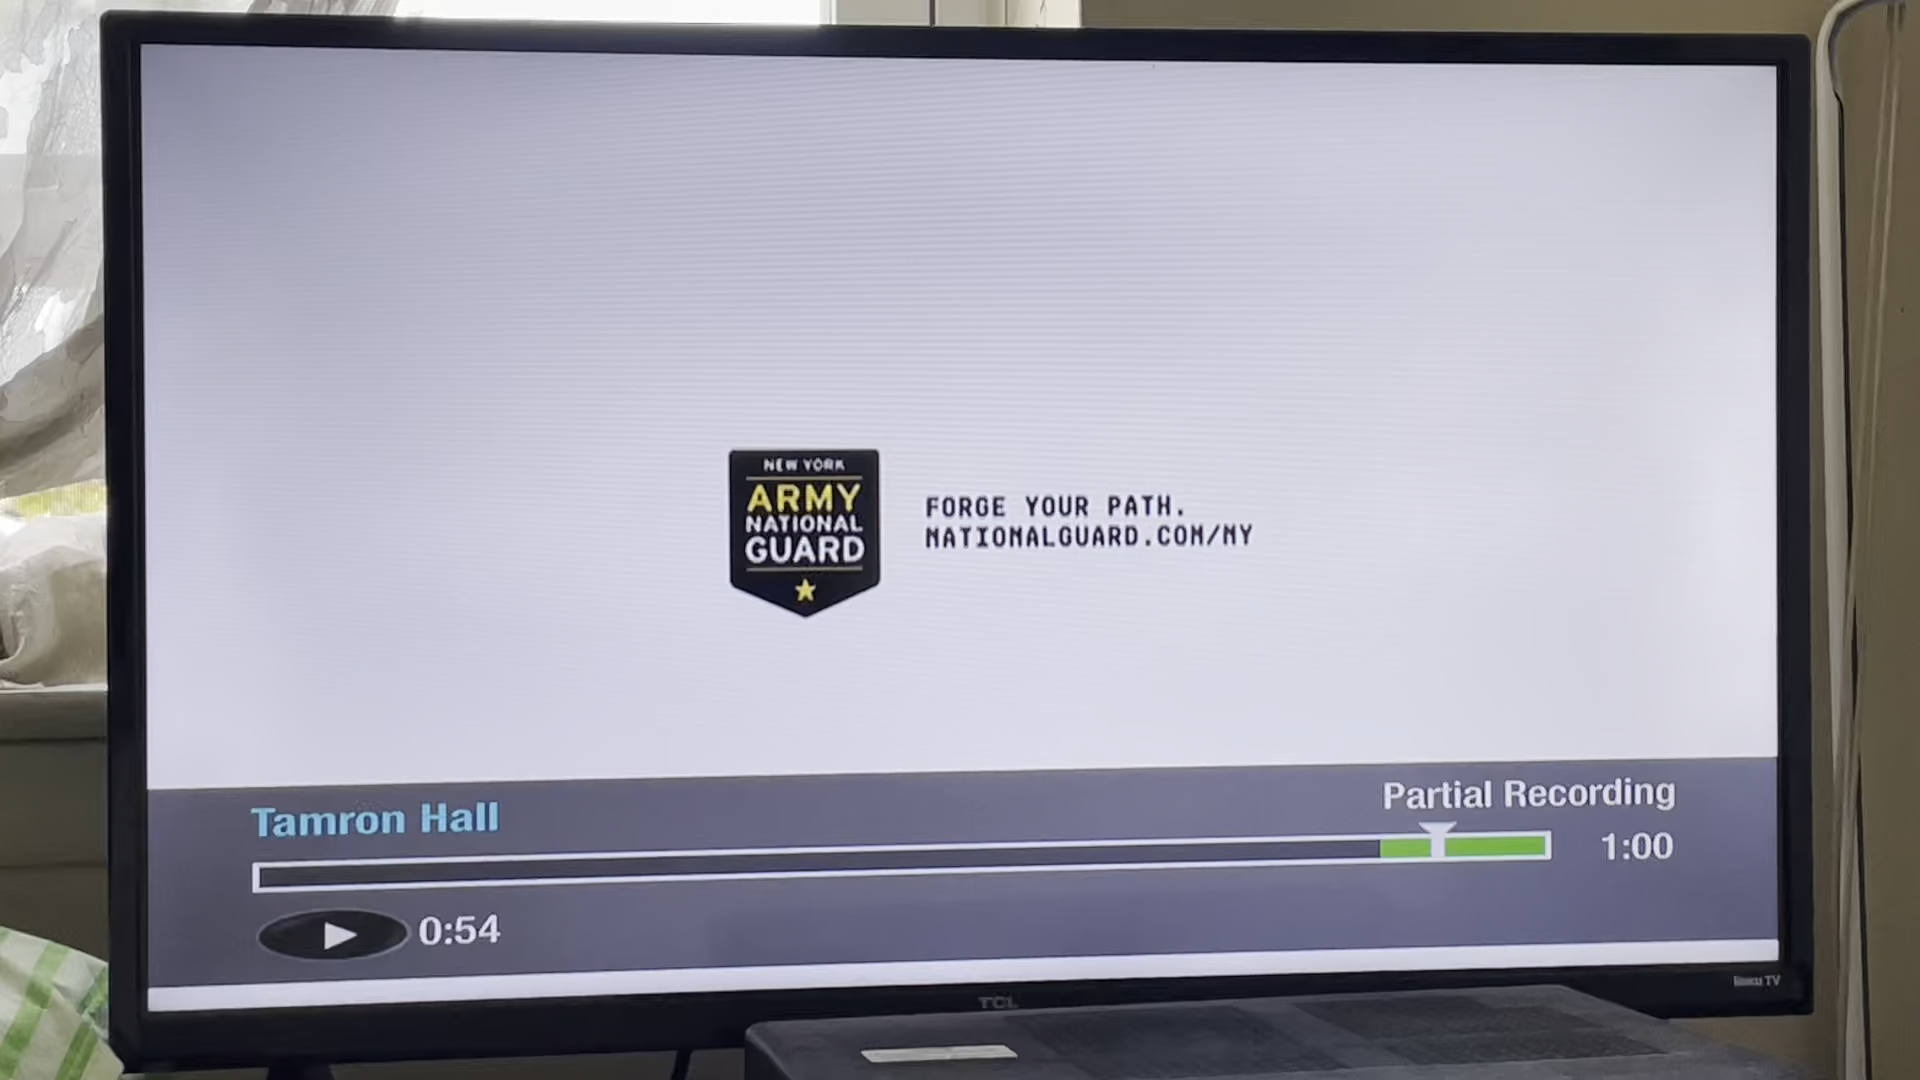 NEW YORK
ARMY
NATIONAL
GUARD
FORGE YOUR PATH.
NATIONALGUARD.COM/NY
Partial Recording
Tamron Hall
1:00
0:54
TCL
Roku TV